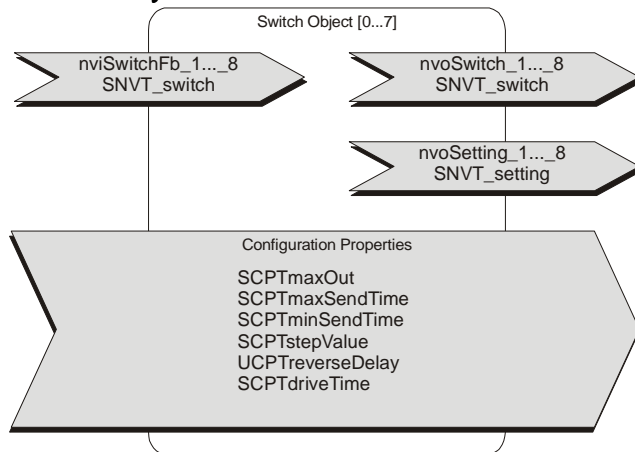 Switch Object [0...7]
nviSwitchFb_1..._8
SNVT_switch
nvoSwitch_1..._8
SNVT_switch
nvoSetting_1..._8
SNVT_setting
Configuration Properties
SCPTmaxOut
SCPTmaxSendTime
SCPTminSendTime
SCPTstepValue
UCPTreverseDelay
SCPTdriveTime